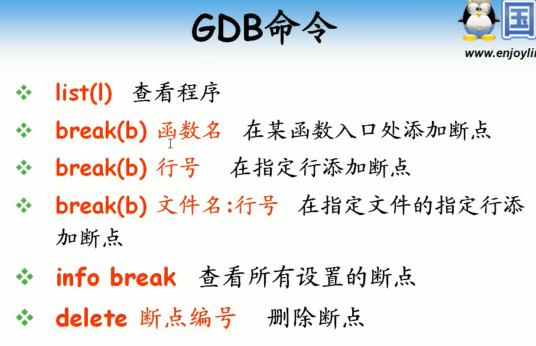 GDB命令
国
www.enjoylin
list(l) 查看程序
break(b) 函数名 在某函数入口处添加断点
break(b) 行号 在指定行添加断点
break(b) 文件名:行号 在指定文件的指定行添
加断点
info break 查看所有设置的断点
delete 断点编号 删除断点